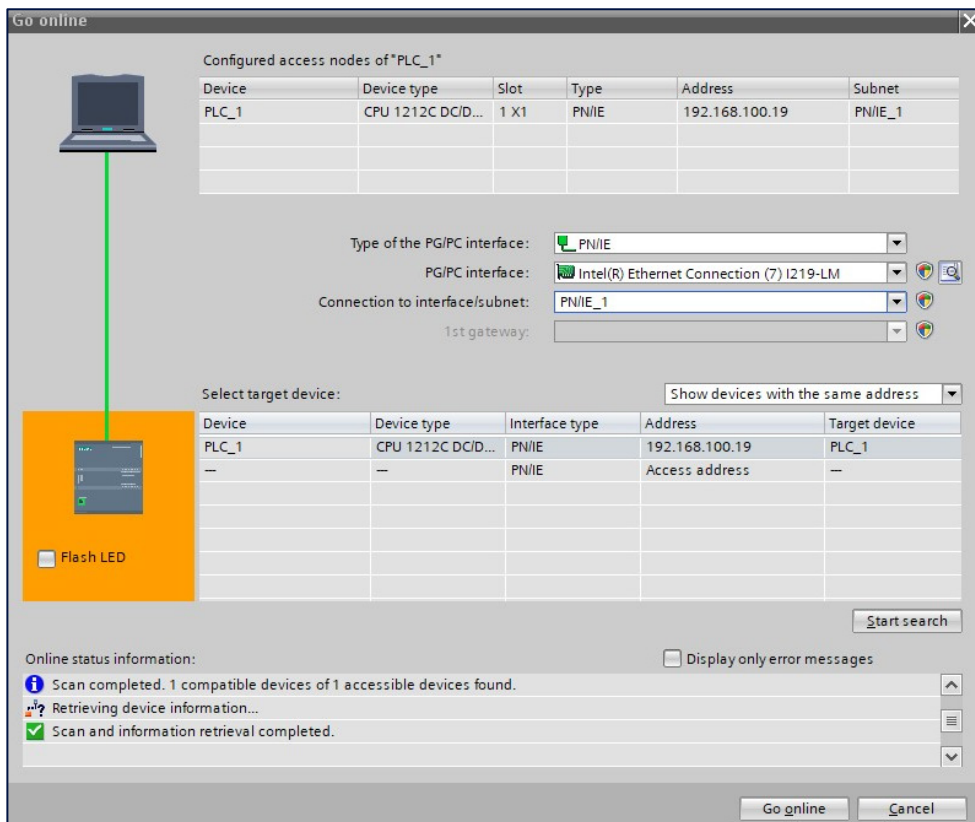 Go online
Configured access nodes of "PLC_1"
Device Device type Slot Type Address Subnet
PLC_1 CPU 1212C DC/D... 1 X1 PN/IE 192.168.100.19 PN/IE_1
Type of the PG/PC interface: PN/IE
PG/PC interface: Intel(R) Ethernet Connection (7) I219-LM
Connection to interface/subnet: PN/IE_1
1st gateway:
Select target device: Show devices with the same address
Device Device type Interface type Address Target device
PLC_1 CPU 1212C DC/D... PN/IE 192.168.100.19 PLC_1
— — PN/IE Access address —
Flash LED
Start search
Online status information: Display only error messages
Scan completed. 1 compatible devices of 1 accessible devices found.
Retrieving device information...
Scan and information retrieval completed.
Go online Cancel